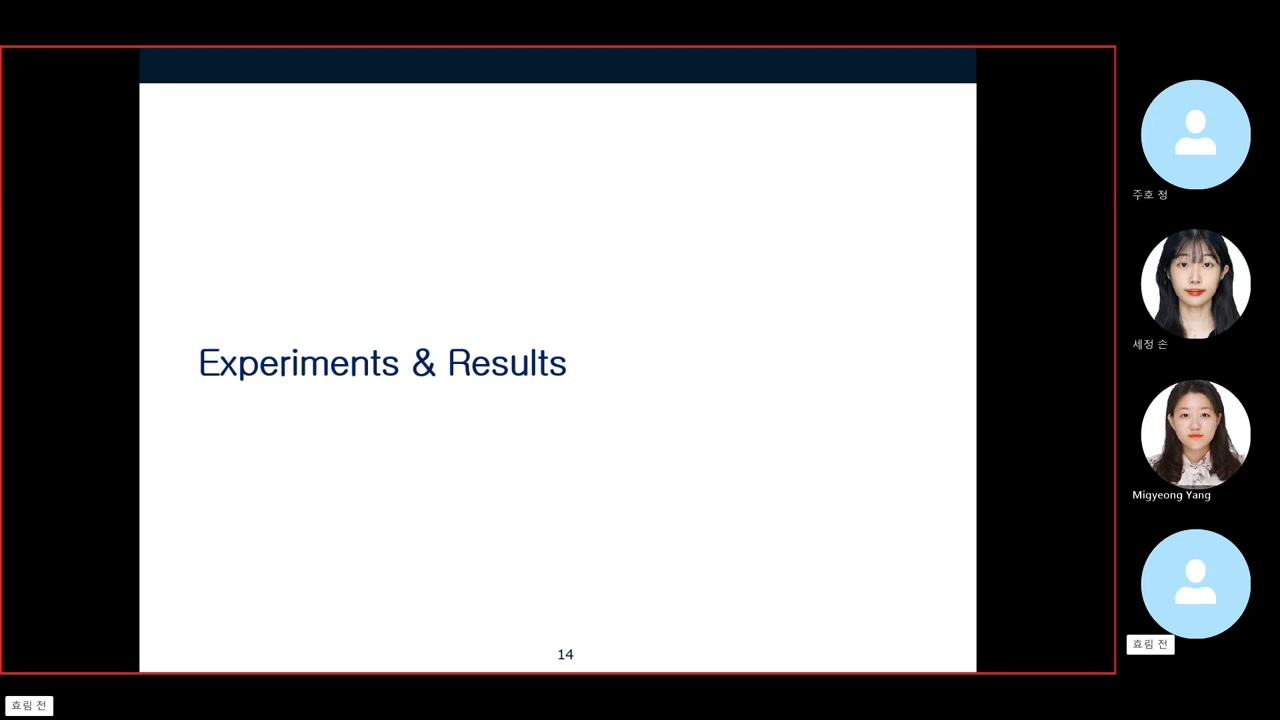 Experiments & Results
14
주호 정
세정 손
Migyeong Yang
효림 전
효림 전